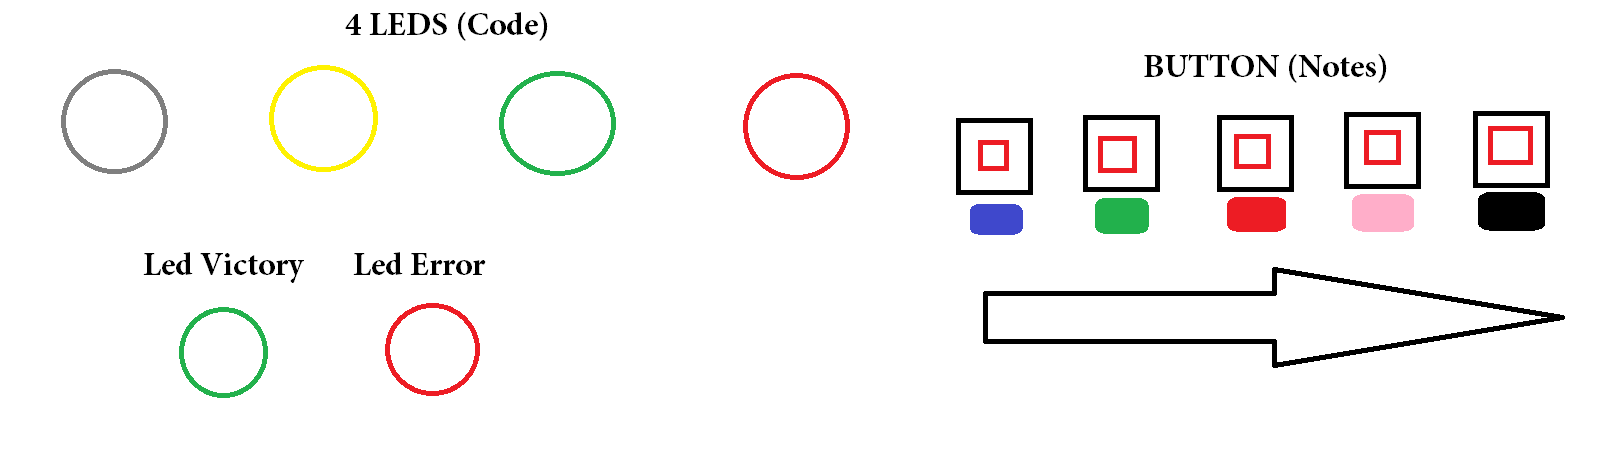 4 LEDS (Code)
BUTTON (Notes)
Led Victory
Led Error